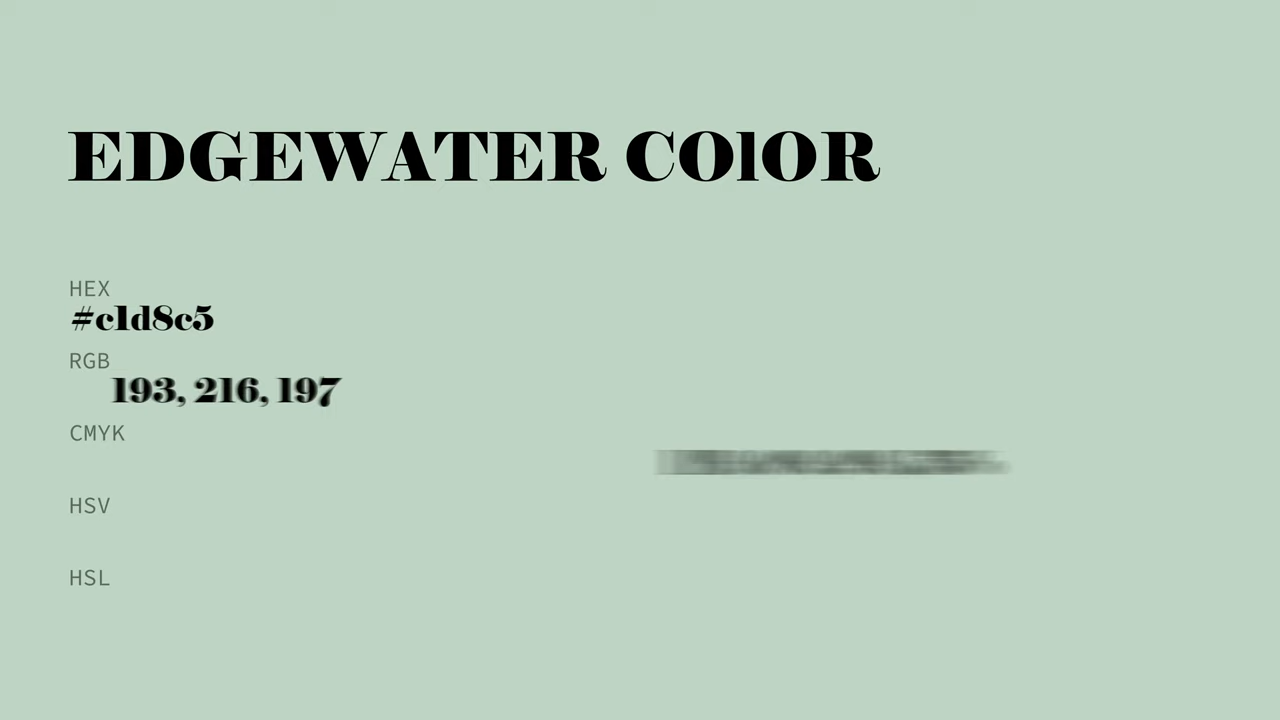 EDGEWATER COlOR
HEX
#c1d8c5
RGB
193, 216, 197
CMYK
HSV
HSL